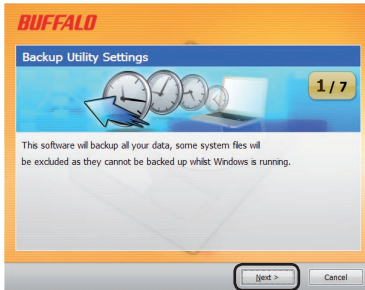 BUFFALO
Backup Utility Settings
1 / 7
This software will backup all your data, some system files will
be excluded as they cannot be backed up whilst Windows is running.
Next >
Cancel